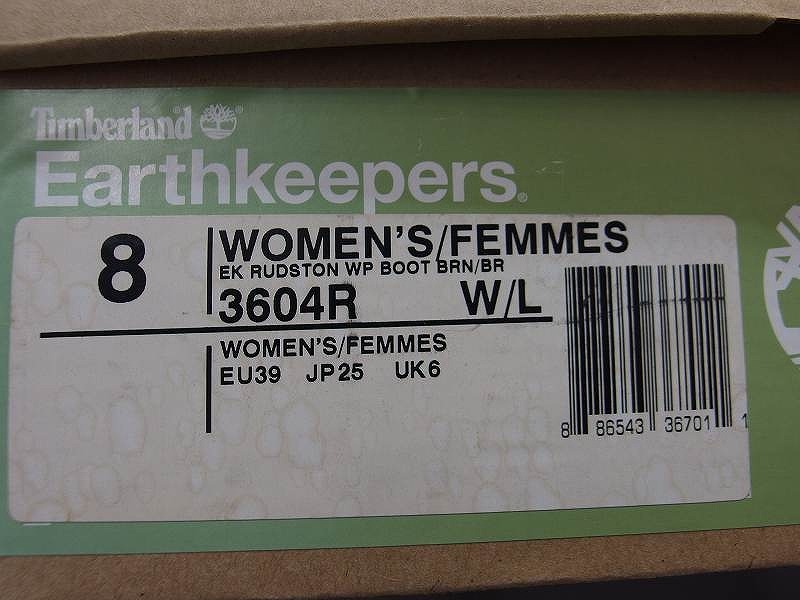 Timberland®
Earthkeepers®
8
WOMEN'S/FEMMES
EK RUDSTON WP BOOT BRN/BR
3604R W/L
WOMEN'S/FEMMES
EU39 JP25 UK6
8 86543 36701 1